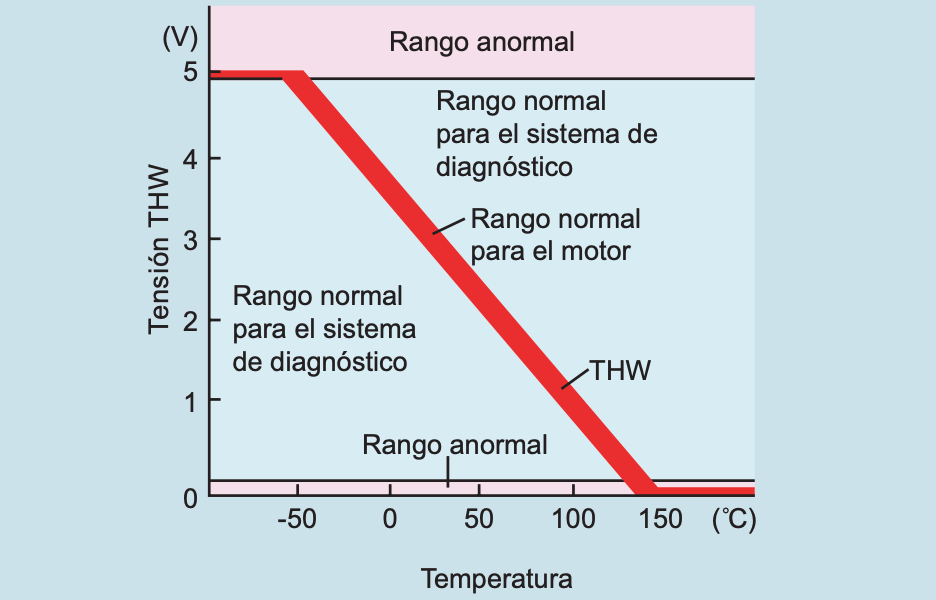 (V)
Rango anormal
5
Rango normal
para el sistema de
diagnóstico
4
Tensión THW
3
Rango normal
para el motor
Rango normal
para el sistema
de diagnóstico
2
THW
1
Rango anormal
0
-50 0 50 100 150 (℃)
Temperatura